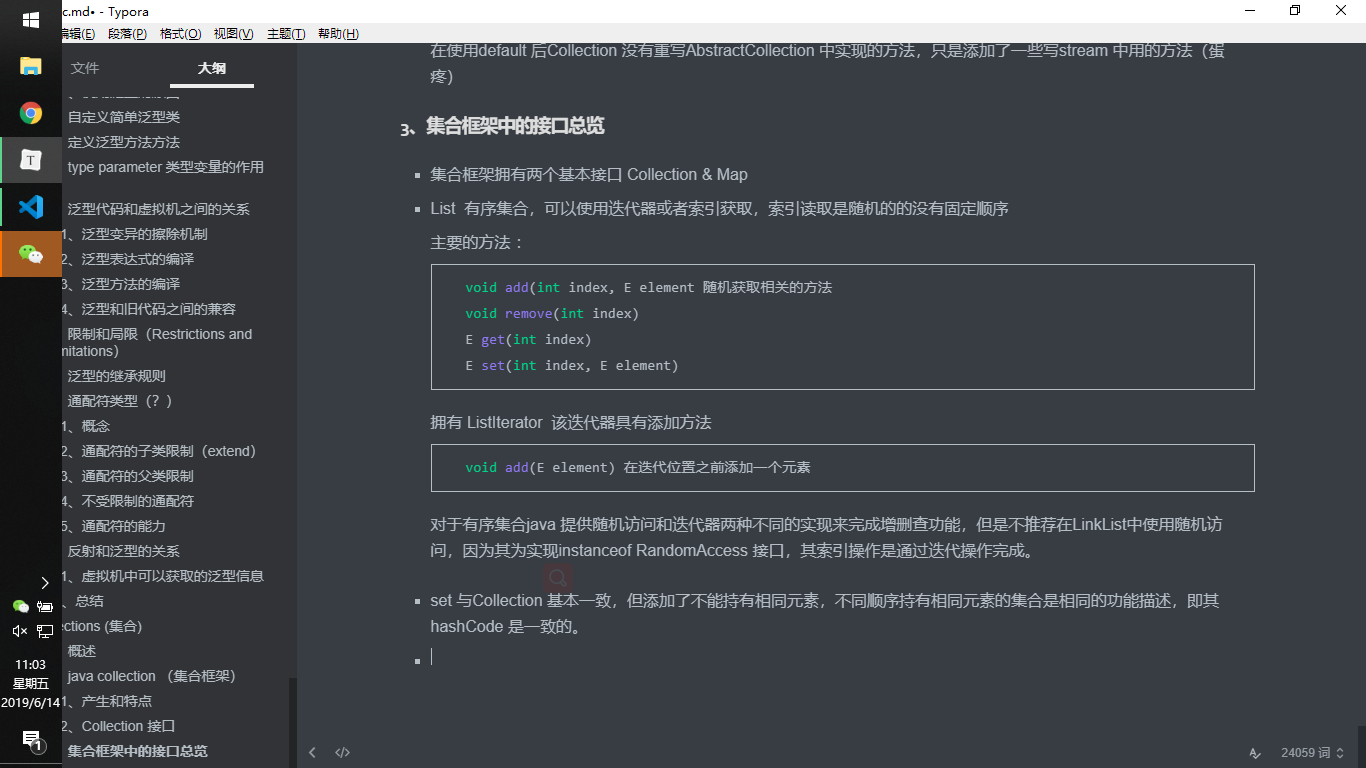 c.md• - Typora
编辑(E) 段落(P) 格式(O) 视图(V) 主题(T) 帮助(H)
文件 大纲
自定义简单泛型类
定义泛型方法方法
type parameter 类型变量的作用
泛型代码和虚拟机之间的关系
1、泛型变异的擦除机制
2、泛型表达式的编译
3、泛型方法的编译
4、泛型和旧代码之间的兼容
限制和局限（Restrictions and
mitations）
泛型的继承规则
通配符类型（？）
1、概念
2、通配符的子类限制（extend）
3、通配符的父类限制
4、不受限制的通配符
5、通配符的能力
反射和泛型的关系
1、虚拟机中可以获取的泛型信息
、总结
ections (集合)
概述
java collection （集合框架）
1、产生和特点
2、Collection 接口
集合框架中的接口总览
在使用default 后Collection 没有重写AbstractCollection 中实现的方法，只是添加了一些写stream 中用的方法（蛋
疼）
3、集合框架中的接口总览
集合框架拥有两个基本接口 Collection & Map
List 有序集合，可以使用迭代器或者索引获取，索引读取是随机的的没有固定顺序
主要的方法：
void add(int index, E element 随机获取相关的方法
void remove(int index)
E get(int index)
E set(int index, E element)
拥有 ListIterator 该迭代器具有添加方法
void add(E element) 在迭代位置之前添加一个元素
对于有序集合java 提供随机访问和迭代器两种不同的实现来完成增删查功能，但是不推荐在LinkList中使用随机访
问，因为其为实现instanceof RandomAccess 接口，其索引操作是通过迭代操作完成。
set 与Collection 基本一致，但添加了不能持有相同元素，不同顺序持有相同元素的集合是相同的功能描述，即其
hashCode 是一致的。
24059 词
T
11:03
星期五
2019/6/14
1